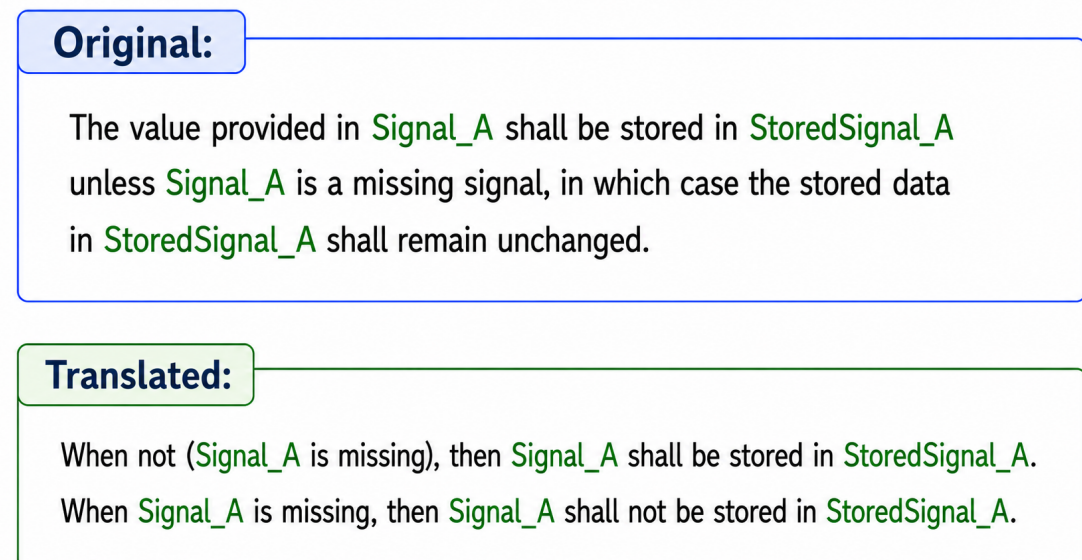 Original:
The value provided in Signal_A shall be stored in StoredSignal_A
unless Signal_A is a missing signal, in which case the stored data
in StoredSignal_A shall remain unchanged.
Translated:
When not (Signal_A is missing), then Signal_A shall be stored in StoredSignal_A.
When Signal_A is missing, then Signal_A shall not be stored in StoredSignal_A.